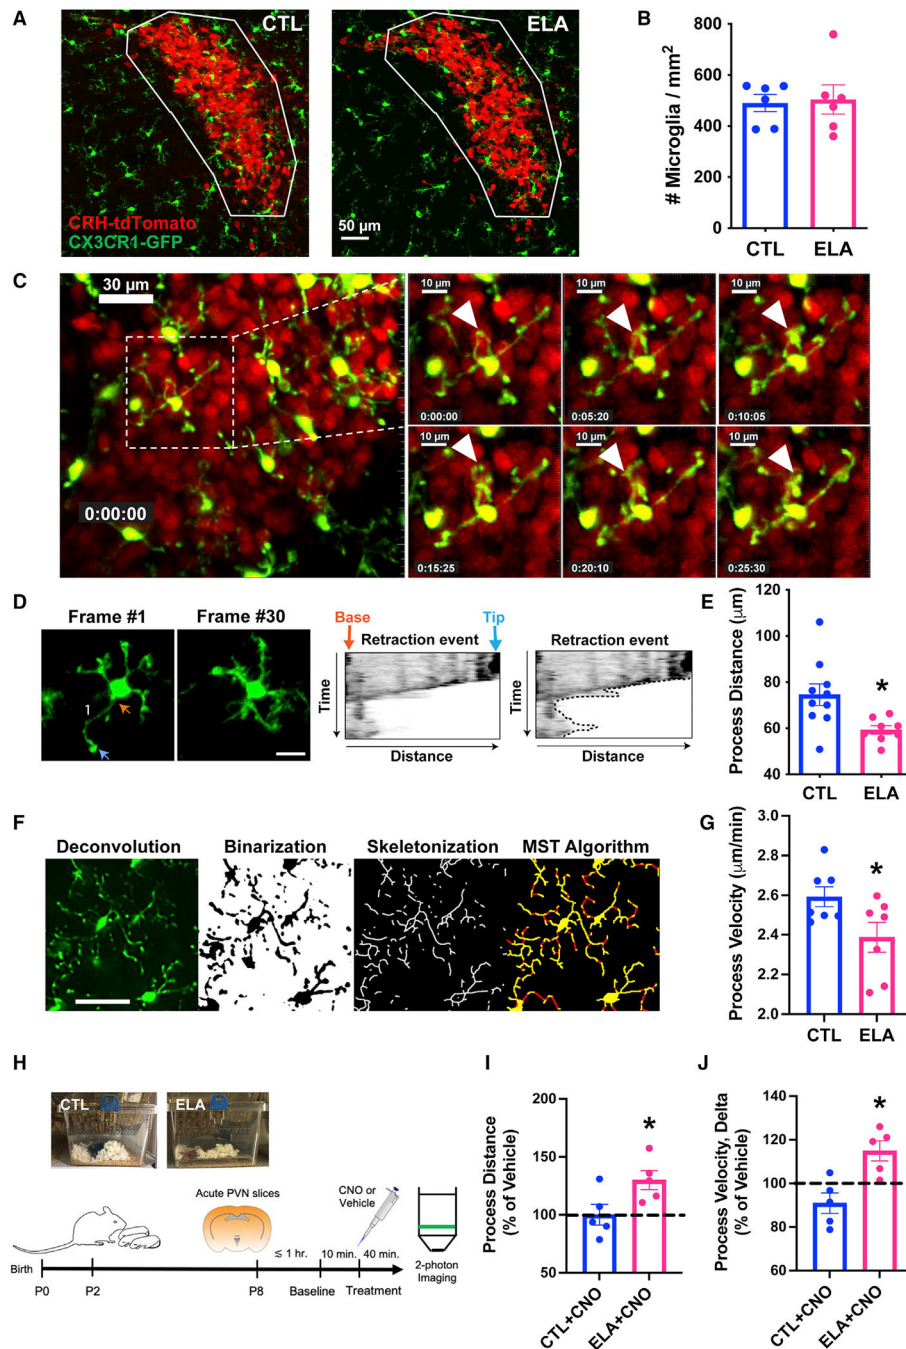 A
CTL
CRH-tdTomato
CX3CR1-GFP
ELA
50 µm
B
# Microglia / mm²
800
600
400
200
0
CTL
ELA
C
30 µm
0:00:00
10 µm
0:00:00
10 µm
0:05:20
10 µm
0:10:05
10 µm
0:15:25
10 µm
0:20:10
10 µm
0:25:30
D
Frame #1
1
Frame #30
Base
Tip
Retraction event
Time
Distance
Retraction event
Time
Distance
E
Process Distance (µm)
120
100
80
60
40
*
CTL
ELA
F
Deconvolution
Binarization
Skeletonization
MST Algorithm
G
Process Velocity (µm/min)
3.0
2.8
2.6
2.4
2.2
2.0
*
CTL
ELA
H
CTL
ELA
Acute PVN slices
CNO or
Vehicle
≲ 1 hr.
10 min.
40 min.
2-photon
Imaging
Birth
P0
P2
P8
Baseline
Treatment
I
Process Distance
(% of Vehicle)
200
150
100
50
*
CTL+CNO
ELA+CNO
J
Process Velocity, Delta
(% of Vehicle)
140
120
100
80
60
*
CTL+CNO
ELA+CNO